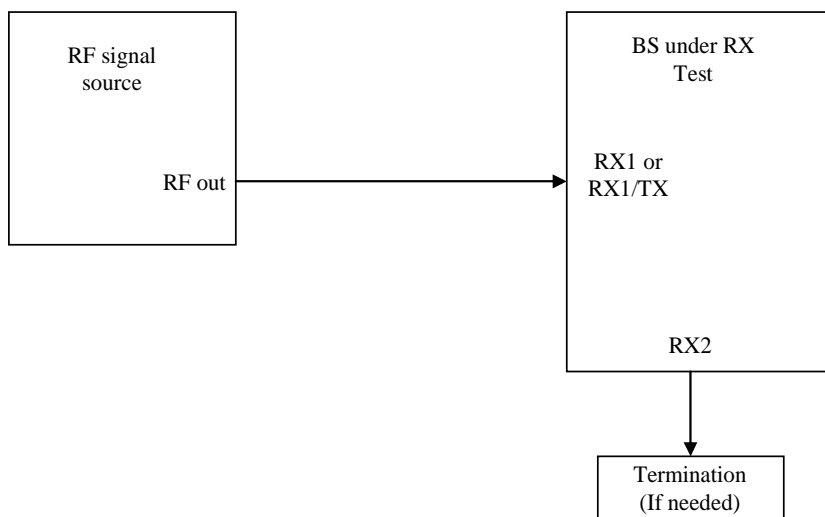 RF signal
source
RF out
BS under RX
Test
RX1 or
RX1/TX
RX2
Termination
(If needed)